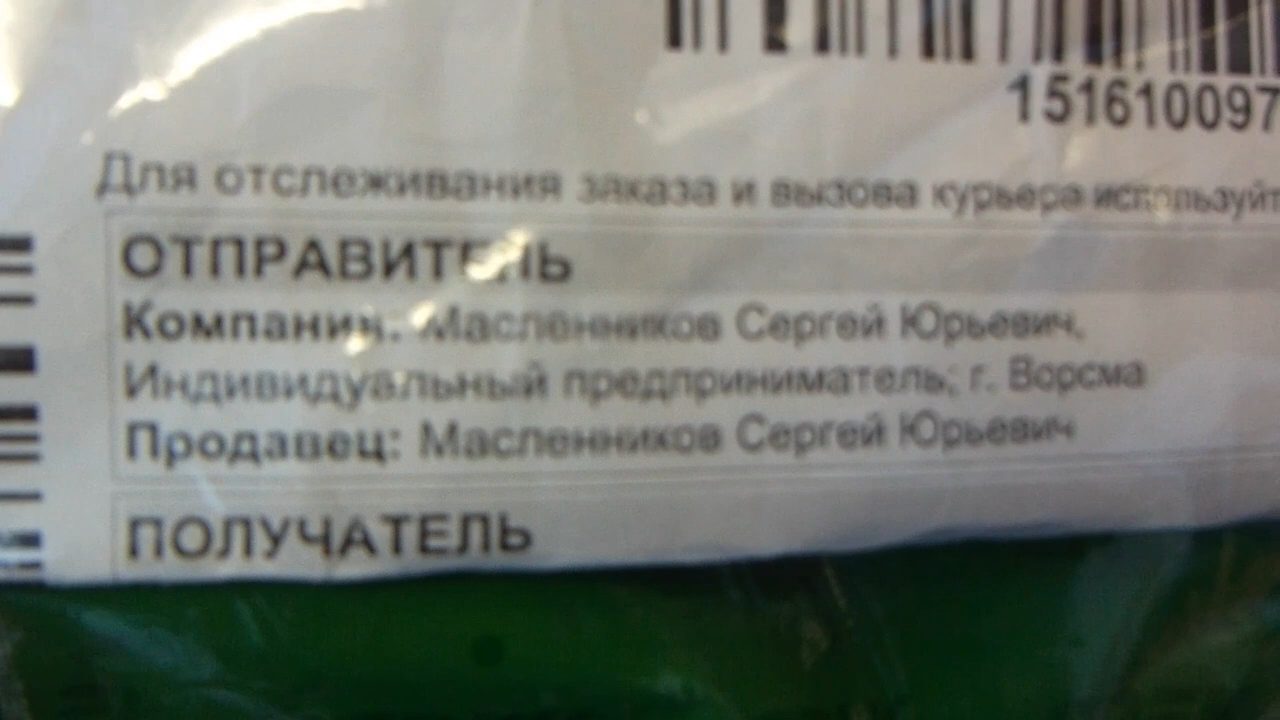 151610097
Для отслеживания заказа и вызова курьера используйт
ОТПРАВИТЕЛЬ
Компания: Масленников Сергей Юрьевич,
Индивидуальный предприниматель; г. Ворсма
Продавец: Масленников Сергей Юрьевич
ПОЛУЧАТЕЛЬ